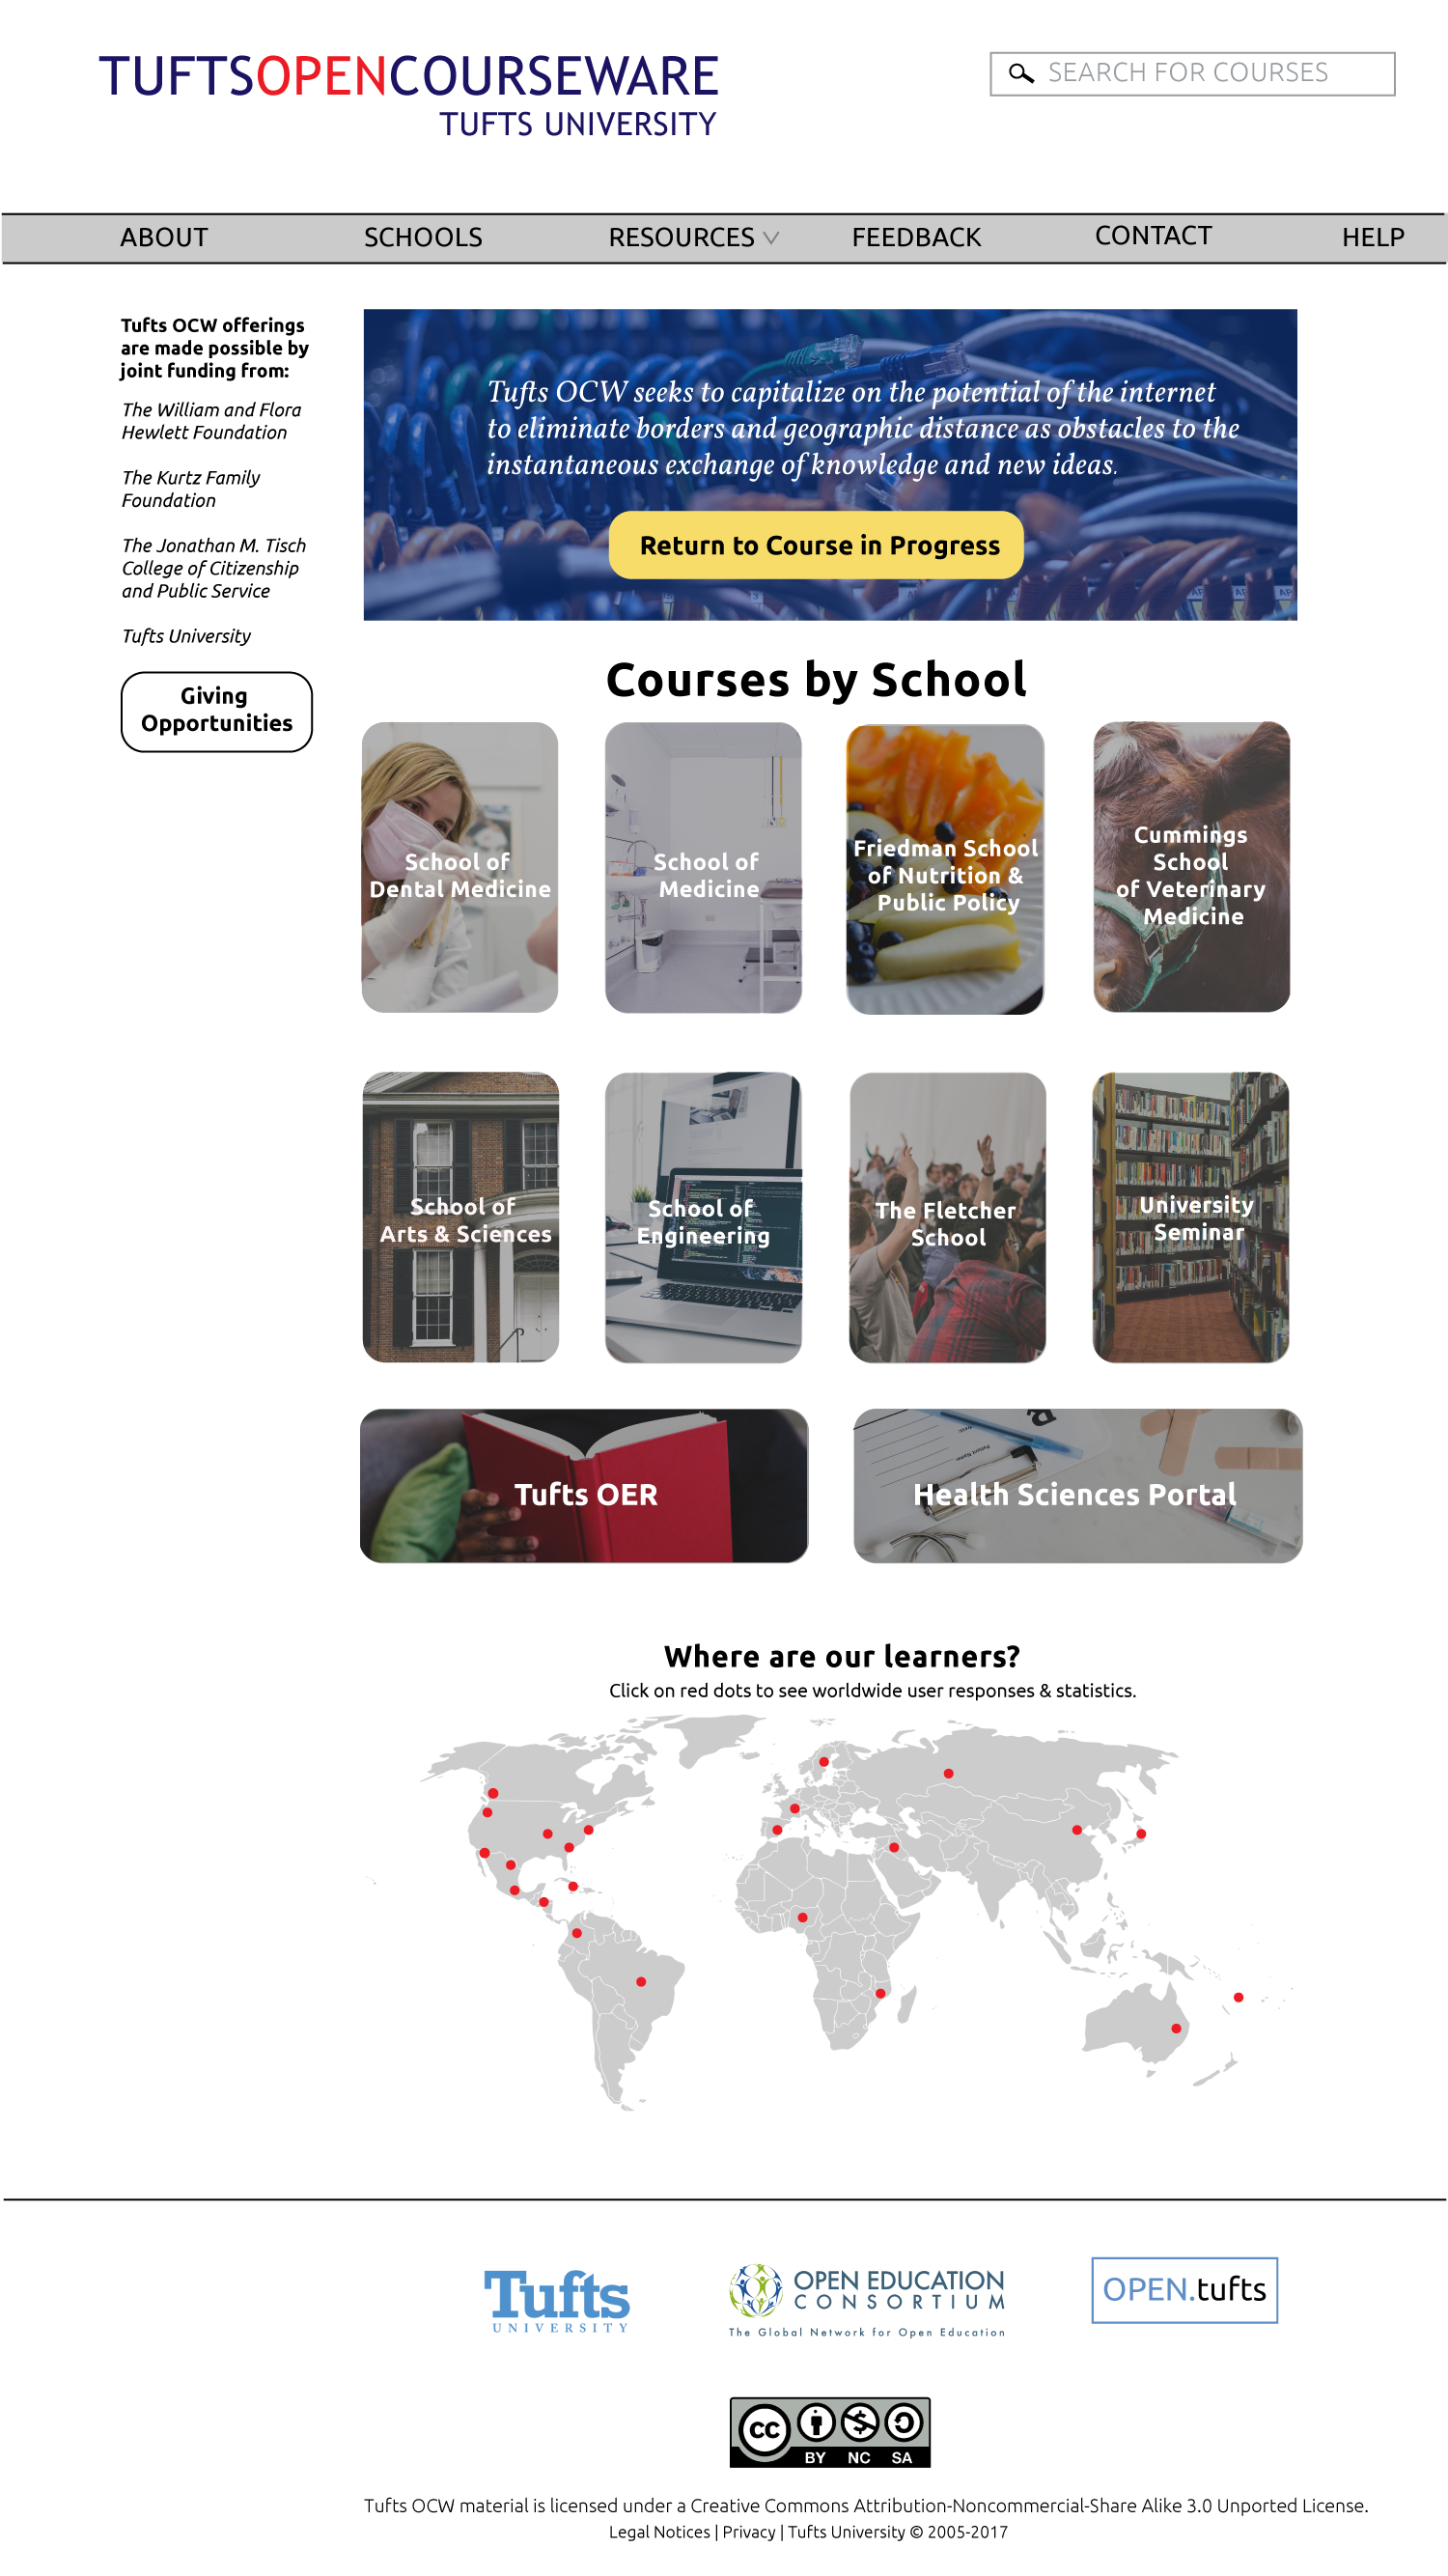 TUFTSOPENCOURSEWARE
TUFTS UNIVERSITY
SEARCH FOR COURSES
ABOUT
SCHOOLS
RESOURCES
FEEDBACK
CONTACT
HELP
Tufts OCW offerings
are made possible by
joint funding from:
The William and Flora
Hewlett Foundation
The Kurtz Family
Foundation
The Jonathan M. Tisch
College of Citizenship
and Public Service
Tufts University
Giving
Opportunities
Tufts OCW seeks to capitalize on the potential of the internet
to eliminate borders and geographic distance as obstacles to the
instantaneous exchange of knowledge and new ideas.
Return to Course in Progress
Courses by School
School of
Dental Medicine
School of
Medicine
Friedman School
of Nutrition &
Public Policy
Cummings
School
of Veterinary
Medicine
School of
Arts & Sciences
School of
Engineering
The Fletcher
School
University
Seminar
Tufts OER
Health Sciences Portal
Where are our learners?
Click on red dots to see worldwide user responses & statistics.
Tufts
UNIVERSITY
OPEN EDUCATION
CONSORTIUM
The Global Network for Open Education
OPEN.tufts
cc
BY NC SA
Tufts OCW material is licensed under a Creative Commons Attribution-Noncommercial-Share Alike 3.0 Unported License.
Legal Notices | Privacy | Tufts University © 2005-2017